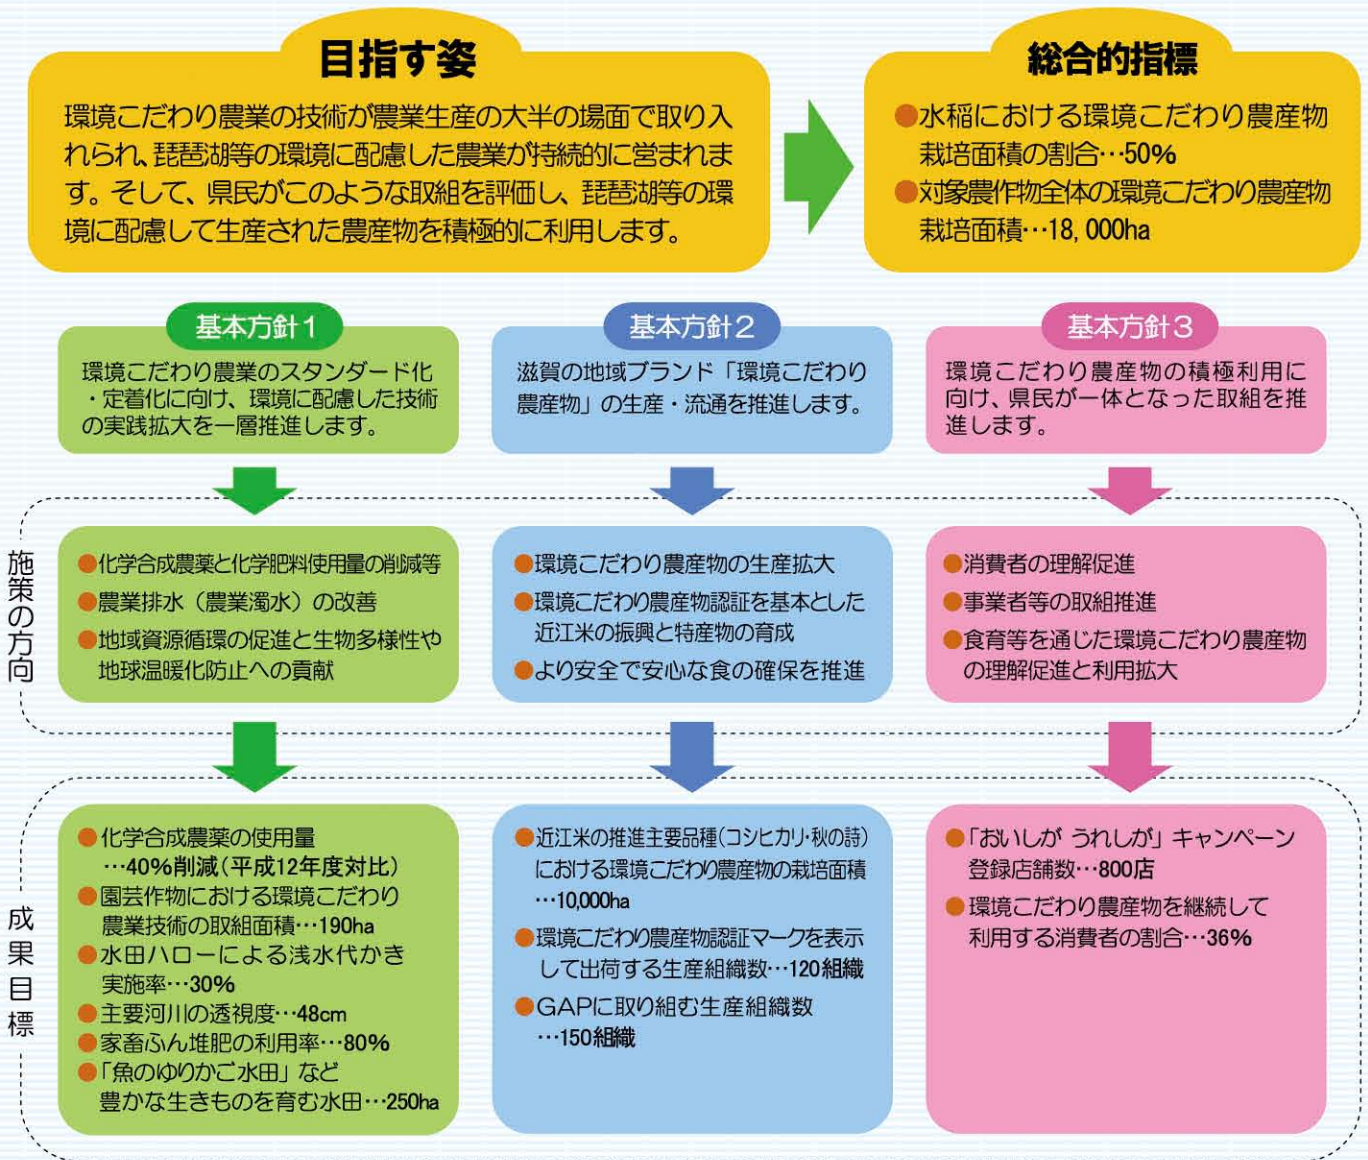 目指す姿
環境こだわり農業の技術が農業生産の大半の場面で取り入
れられ、琵琶湖等の環境に配慮した農業が持続的に営まれま
す。そして、県民がこのような取組を評価し、琵琶湖等の環
境に配慮して生産された農産物を積極的に利用します。
総合的指標
●水稲における環境こだわり農産物
栽培面積の割合…50%
●対象農作物全体の環境こだわり農産物
栽培面積…18,000ha
基本方針1
環境こだわり農業のスタンダード化
・定着化に向け、環境に配慮した技術
の実践拡大を一層推進します。
基本方針2
滋賀の地域ブランド「環境こだわり
農産物」の生産・流通を推進します。
基本方針3
環境こだわり農産物の積極利用に
向け、県民が一体となった取組を推
進します。
施策の方向
●化学合成農薬と化学肥料使用量の削減等
●農業排水（農業濁水）の改善
●地域資源循環の促進と生物多様性や
地球温暖化防止への貢献
●環境こだわり農産物の生産拡大
●環境こだわり農産物認証を基本とした
近江米の振興と特産物の育成
●より安全で安心な食の確保を推進
●消費者の理解促進
●事業者等の取組推進
●食育等を通じた環境こだわり農産物
の理解促進と利用拡大
成果目標
●化学合成農薬の使用量
…40%削減（平成12年度対比）
●園芸作物における環境こだわり
農業技術の取組面積…190ha
●水田ハローによる浅水代かき
実施率…30%
●主要河川の透視度…48cm
●家畜ふん堆肥の利用率…80%
●「魚のゆりかご水田」など
豊かな生きものを育む水田…250ha
●近江米の推進主要品種（コシヒカリ・秋の詩）
における環境こだわり農産物の栽培面積
…10,000ha
●環境こだわり農産物認証マークを表示
して出荷する生産組織数…120組織
●GAPに取り組む生産組織数
…150組織
●「おいしが うれしが」キャンペーン
登録店舗数…800店
●環境こだわり農産物を継続して
利用する消費者の割合…36%